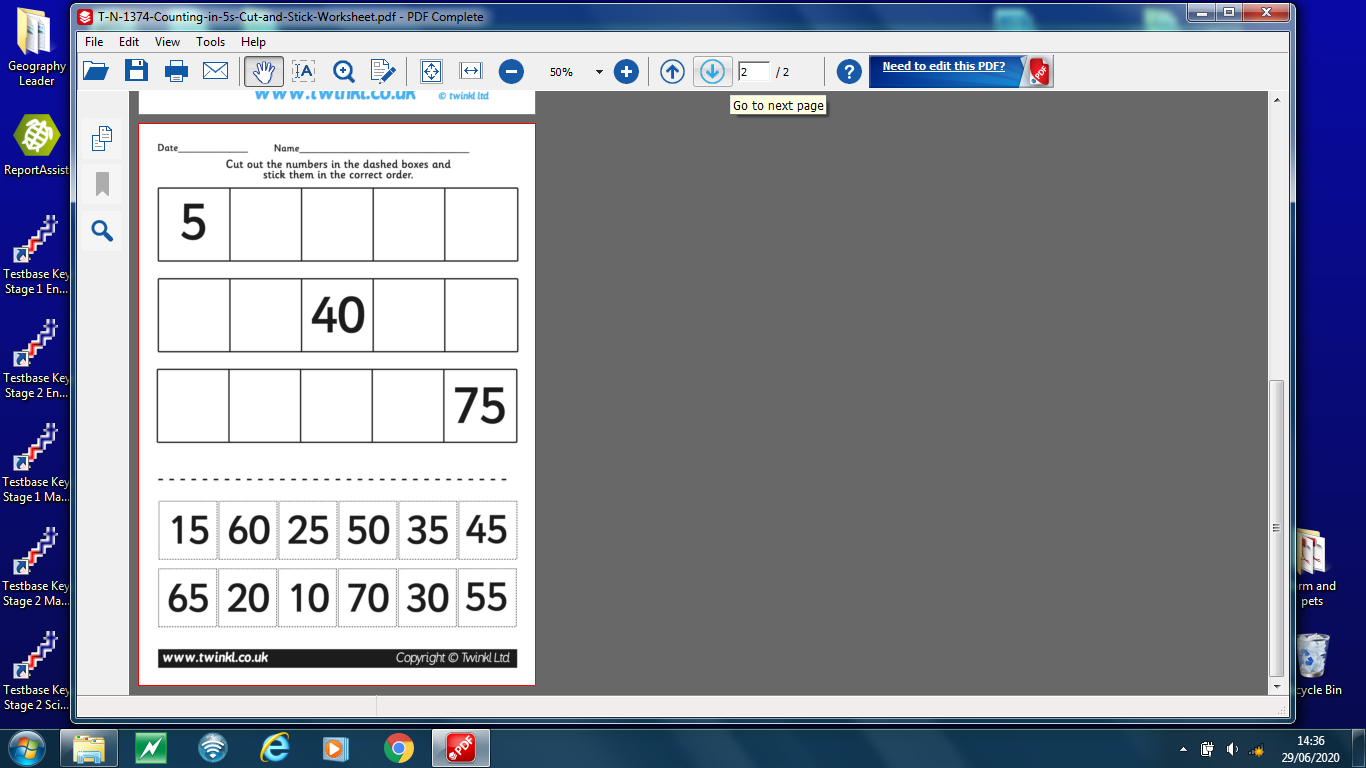 T-N-1374-Counting-in-5s-Cut-and-Stick-Worksheet.pdf - PDF Complete
File Edit View Tools Help
50% 2 / 2 Need to edit this PDF?
Go to next page
www.twinkl.co.uk © twinkl ltd
Date______________ Name__________________________________
Cut out the numbers in the dashed boxes and
stick them in the correct order.
5
40
75
15 60 25 50 35 45
65 20 10 70 30 55
www.twinkl.co.uk Copyright © Twinkl Ltd
Geography
Leader
ReportAssist
Testbase Key
Stage 1 En...
Testbase Key
Stage 2 En...
Testbase Key
Stage 1 Ma...
Testbase Key
Stage 2 Ma...
Testbase Key
Stage 2 Sci...
rm and
pets
cycle Bin
PDF
14:36
29/06/2020